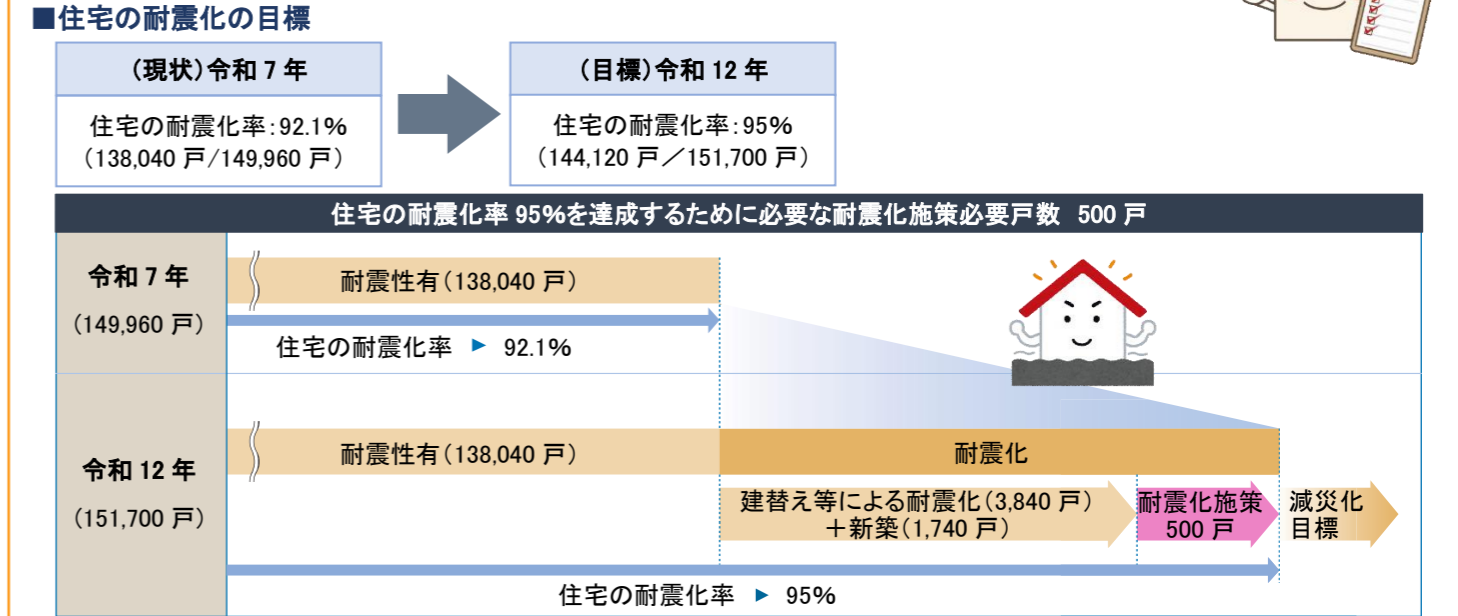 ■住宅の耐震化の目標
(現状)令和7年
住宅の耐震化率:92.1%
(138,040 戸/149,960 戸)
(目標)令和12年
住宅の耐震化率:95%
(144,120 戸/151,700 戸)
住宅の耐震化率 95%を達成するために必要な耐震化施策必要戸数 500 戸
令和7年
(149,960 戸)
耐震性有(138,040 戸)
住宅の耐震化率 ▶ 92.1%
令和12年
(151,700 戸)
耐震性有(138,040 戸)
耐震化
建替え等による耐震化(3,840 戸)
+新築(1,740 戸)
耐震化施策
500 戸
減災化
目標
住宅の耐震化率 ▶ 95%